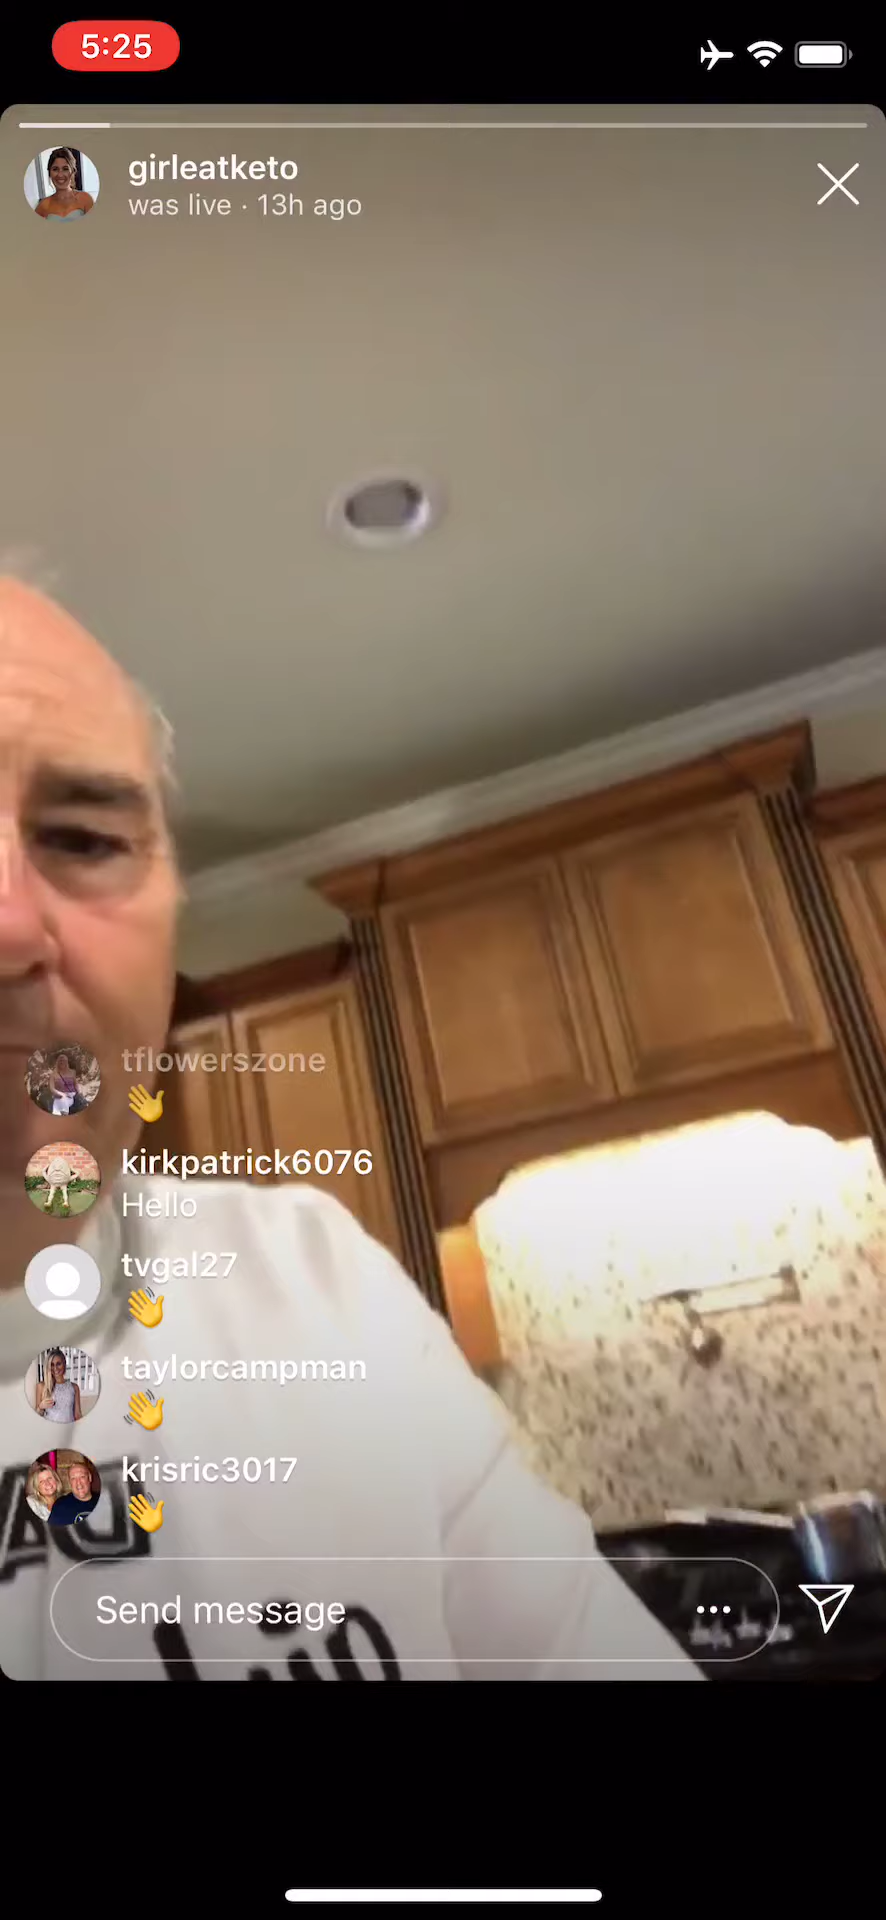 5:25
girleatketo
was live · 13h ago
tflowerszone
👋
kirkpatrick6076
Hello
tvgal27
👋
taylorcampman
👋
krisric3017
👋
Send message